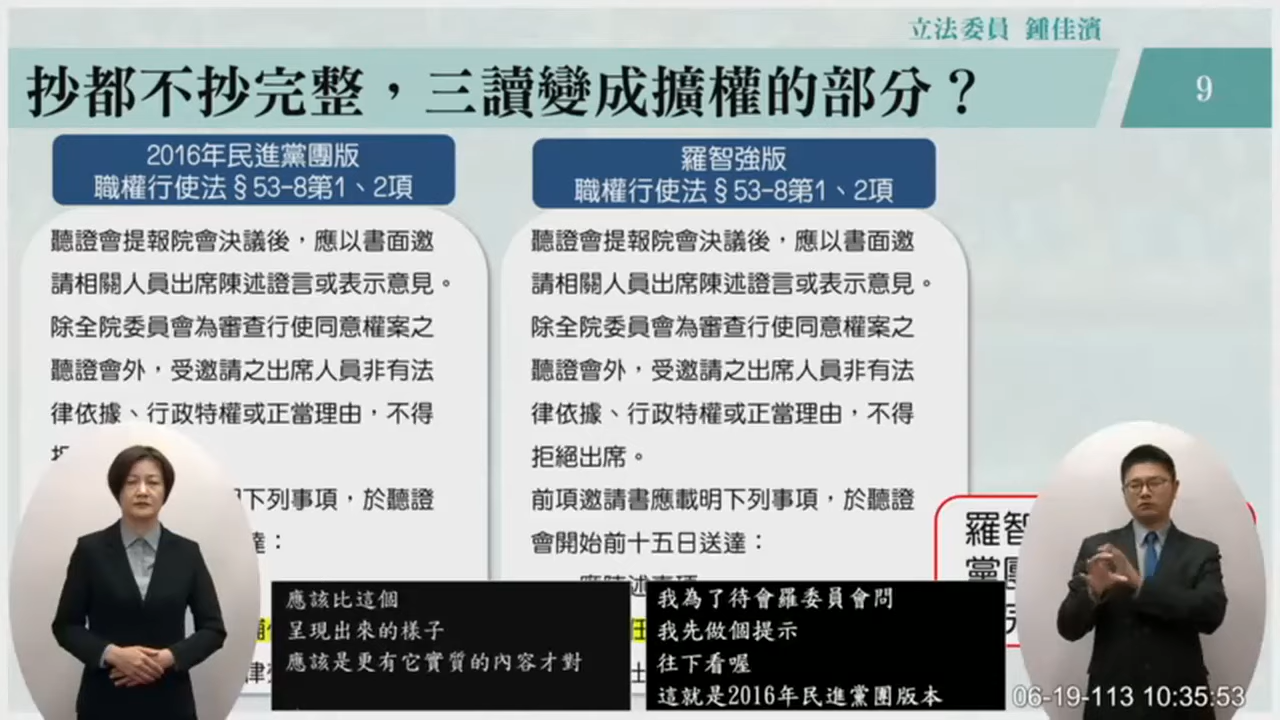 立法委員 鍾佳濱
抄都不抄完整，三讀變成擴權的部分？
9
2016年民進黨團版
職權行使法§53-8第1、2項
聽證會提報院會決議後，應以書面邀
請相關人員出席陳述證言或表示意見。
除全院委員會為審查行使同意權案之
聽證會外，受邀請之出席人員非有法
律依據、行政特權或正當理由，不得
下列事項，於聽證
達：
羅智強版
職權行使法§53-8第1、2項
聽證會提報院會決議後，應以書面邀
請相關人員出席陳述證言或表示意見。
除全院委員會為審查行使同意權案之
聽證會外，受邀請之出席人員非有法
律依據、行政特權或正當理由，不得
拒絕出席。
前項邀請書應載明下列事項，於聽證
會開始前十五日送達：
羅智
黨團
應該比這個
呈現出來的樣子
應該是更有它實質的內容才對
我為了待會羅委員會問
我先做個提示
往下看喔
這就是2016年民進黨團版本
06-19-113 10:35:53